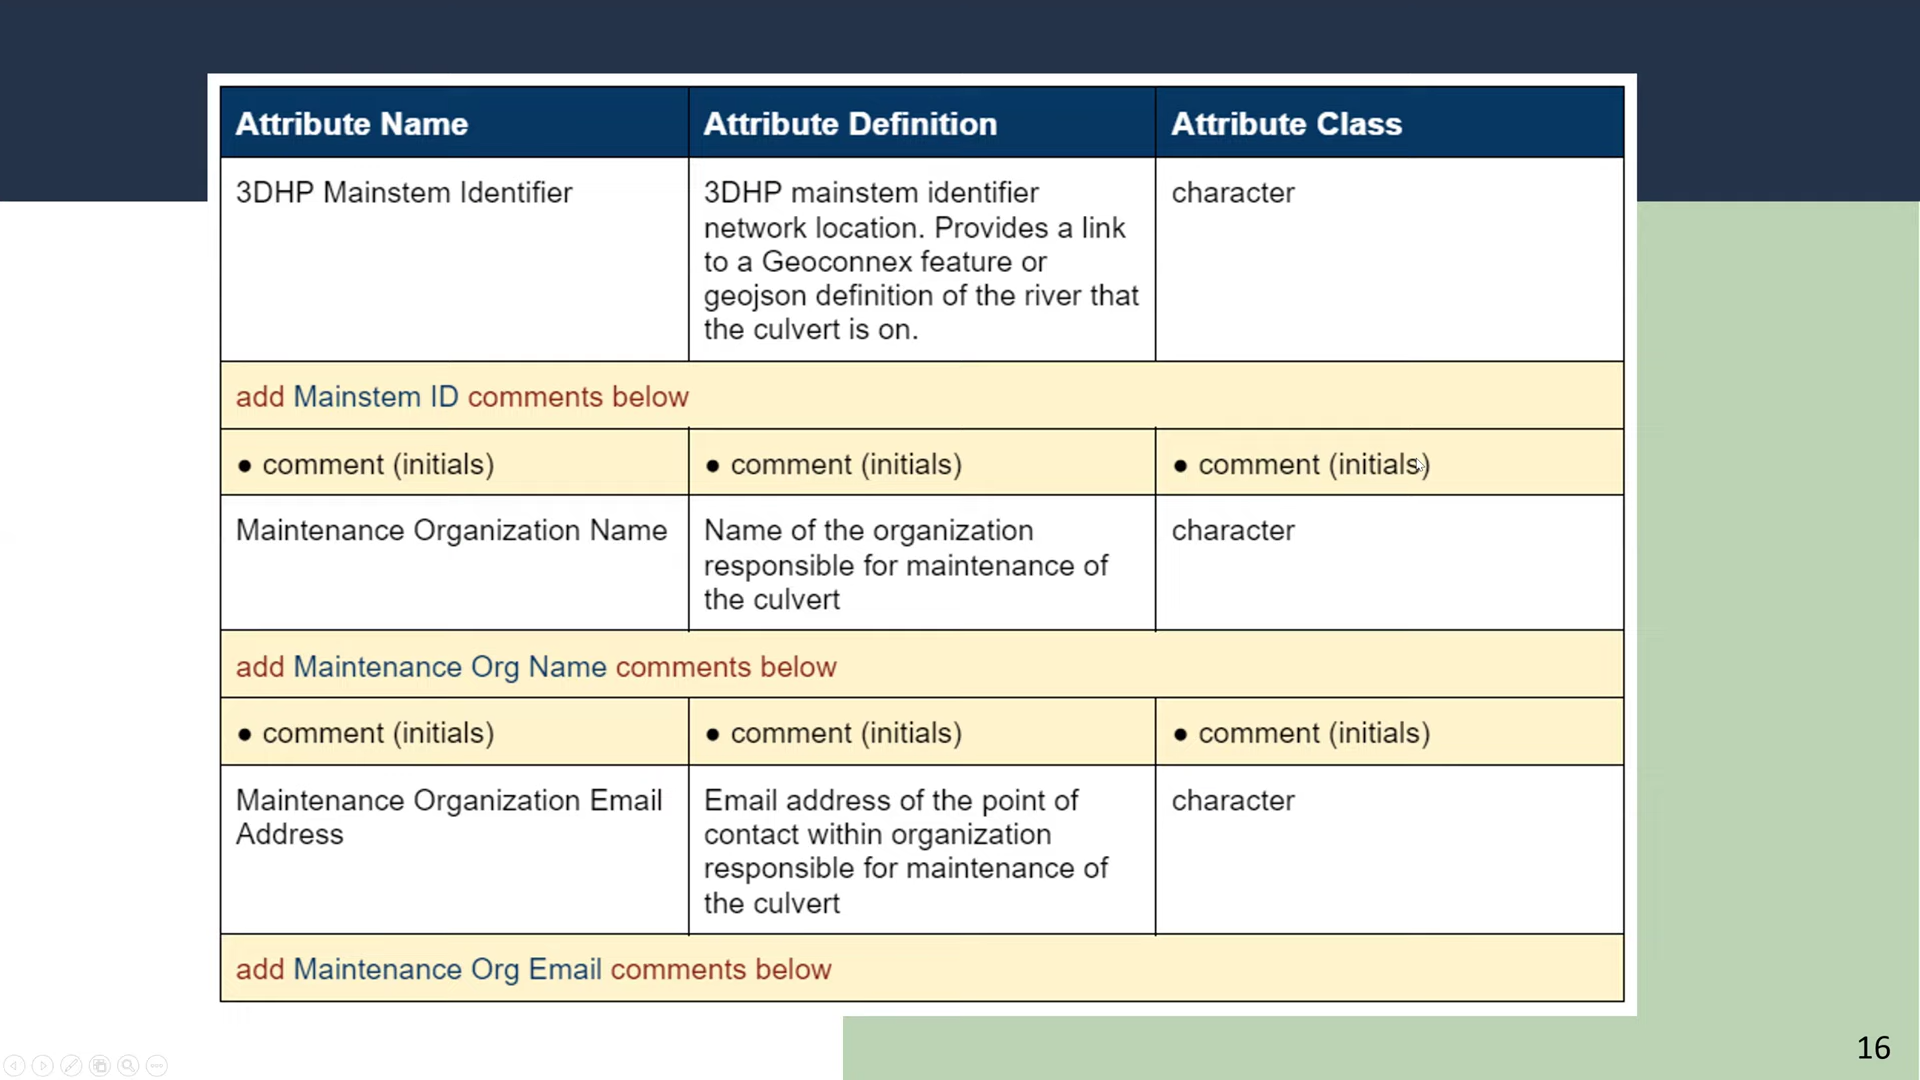 Attribute Name
Attribute Definition
Attribute Class
3DHP Mainstem Identifier
3DHP mainstem identifier
network location. Provides a link
to a Geoconnex feature or
geojson definition of the river that
the culvert is on.
character
add Mainstem ID comments below
● comment (initials)
● comment (initials)
● comment (initials)
Maintenance Organization Name
Name of the organization
responsible for maintenance of
the culvert
character
add Maintenance Org Name comments below
● comment (initials)
● comment (initials)
● comment (initials)
Maintenance Organization Email
Address
Email address of the point of
contact within organization
responsible for maintenance of
the culvert
character
add Maintenance Org Email comments below
16